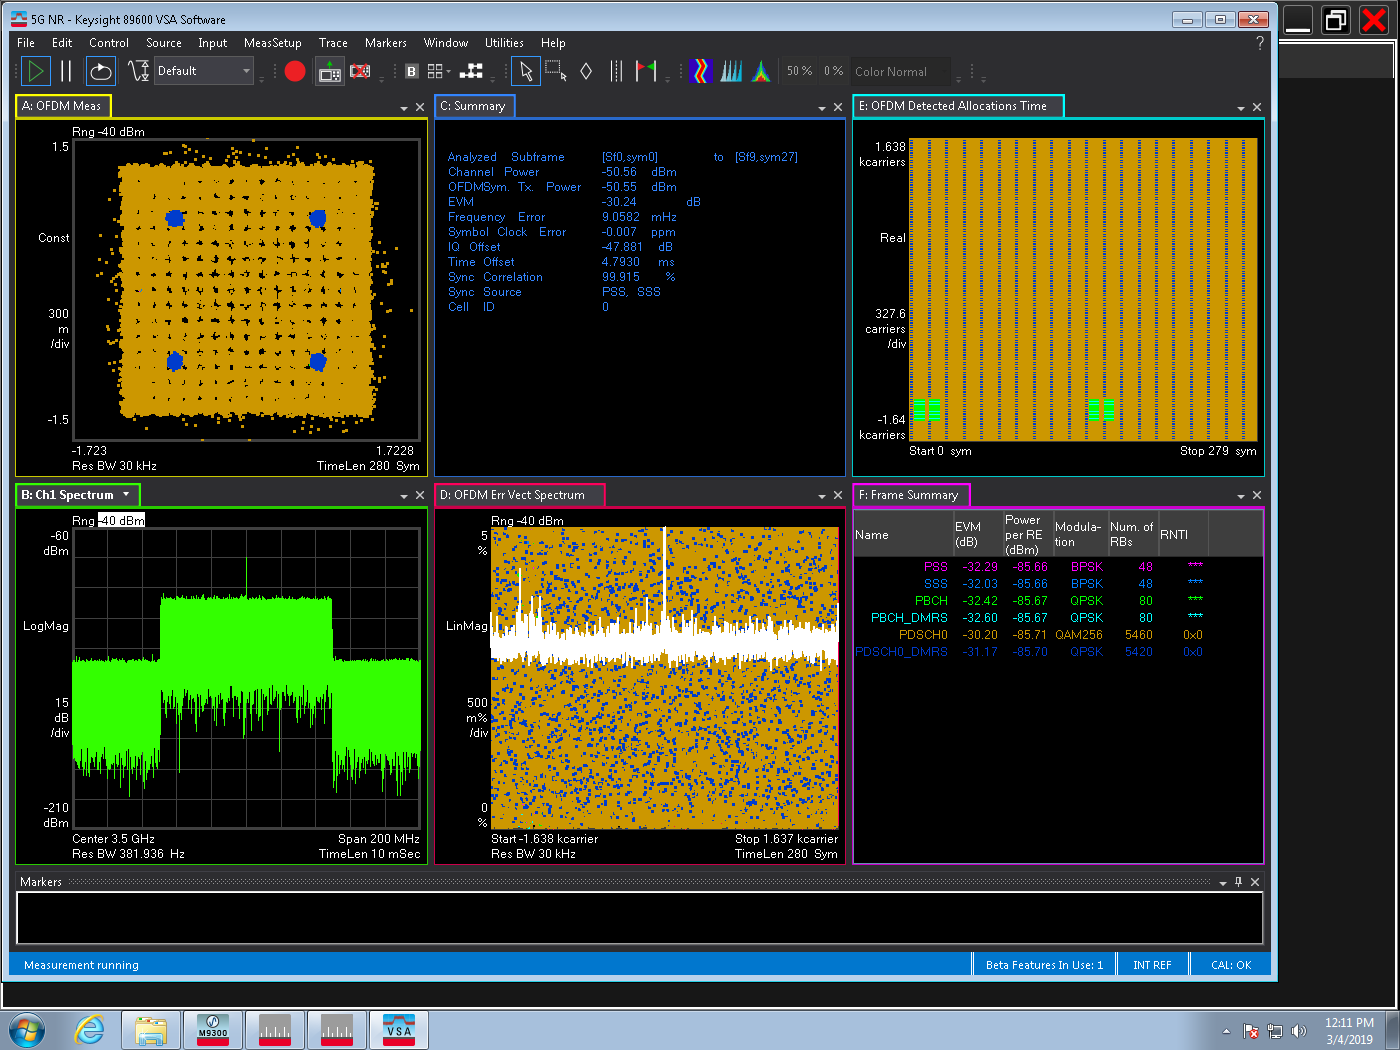 5G NR - Keysight 89600 VSA Software
File Edit Control Source Input MeasSetup Trace Markers Window Utilities Help ?
Default B 50 % 0 % Color Normal
A: OFDM Meas
Rng -40 dBm
1.5
Const
300
m
/div
-1.5
-1.723 1.7228
Res BW 30 kHz TimeLen 280 Sym
C: Summary
Analyzed Subframe [Sf0,sym0] to [Sf9,sym27]
Channel Power -50.56 dBm
OFDMSym. Tx. Power -50.55 dBm
EVM -30.24 dB
Frequency Error 9.0582 mHz
Symbol Clock Error -0.007 ppm
IQ Offset -47.881 dB
Time Offset 4.7930 ms
Sync Correlation 99.915 %
Sync Source PSS, SSS
Cell ID 0
E: OFDM Detected Allocations Time
1.638
kcarriers
Real
327.6
carriers
/div
-1.64
kcarriers
Start 0 sym Stop 279 sym
B: Ch1 Spectrum
Rng -40 dBm
-60
dBm
LogMag
15
dB
/div
-210
dBm
Center 3.5 GHz Span 200 MHz
Res BW 381.936 Hz TimeLen 10 mSec
D: OFDM Err Vect Spectrum
Rng -40 dBm
5
%
LinMag
500
m%
/div
0
%
Start -1.638 kcarrier Stop 1.637 kcarrier
Res BW 30 kHz TimeLen 280 Sym
F: Frame Summary
Name EVM (dB) Power per RE (dBm) Modula-tion Num. of RBs RNTI
PSS -32.29 -85.66 BPSK 48 ***
SSS -32.03 -85.66 BPSK 48 ***
PBCH -32.42 -85.67 QPSK 80 ***
PBCH_DMRS -32.60 -85.67 QPSK 80 ***
PDSCH0 -30.20 -85.71 QAM256 5460 0x0
PDSCH0_DMRS -31.17 -85.70 QPSK 5420 0x0
Markers
Measurement running Beta Features In Use: 1 INT REF CAL: OK
M9300 VSA
12:11 PM
3/4/2019